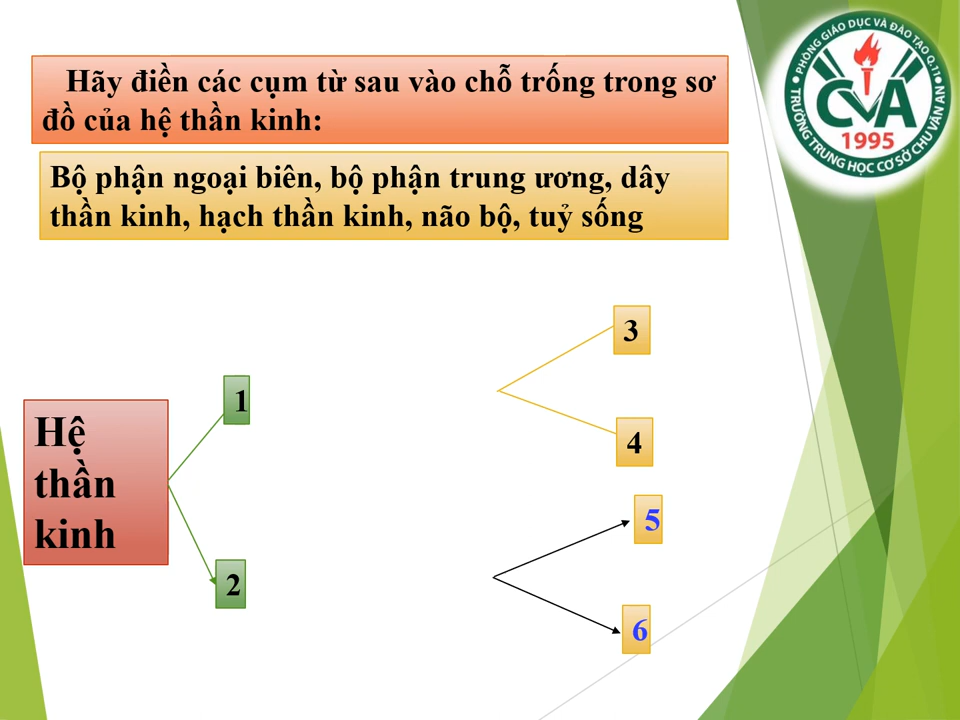 PHÒNG GIÁO DỤC VÀ ĐÀO TẠO Q.11
CVA
1995
TRƯỜNG TRUNG HỌC CƠ SỞ CHU VĂN AN
Hãy điền các cụm từ sau vào chỗ trống trong sơ
đồ của hệ thần kinh:
Bộ phận ngoại biên, bộ phận trung ương, dây
thần kinh, hạch thần kinh, não bộ, tuỷ sống
3
1
Hệ
thần
kinh
4
5
2
6